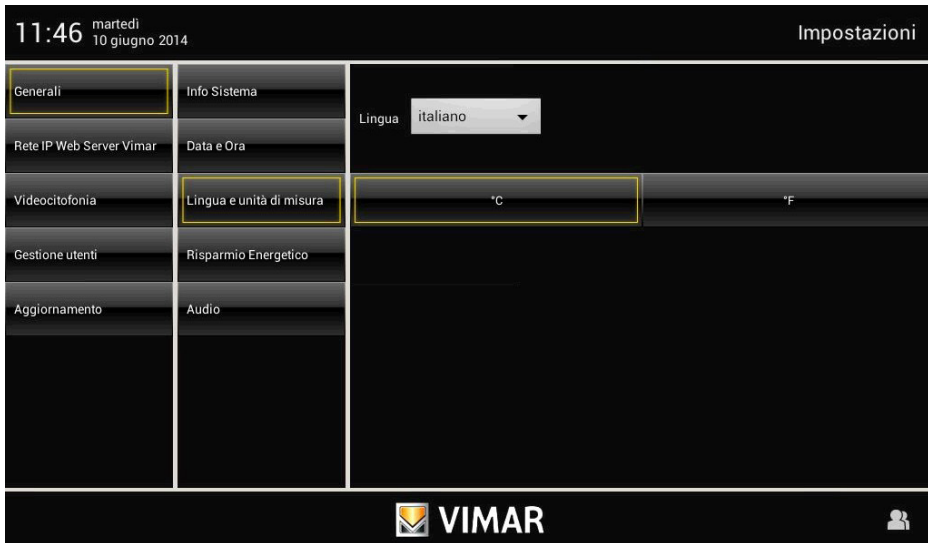 11:46 martedì
10 giugno 2014
Impostazioni
Generali
Rete IP Web Server Vimar
Videocitofonia
Gestione utenti
Aggiornamento
Info Sistema
Data e Ora
Lingua e unità di misura
Risparmio Energetico
Audio
Lingua italiano
°C
°F
VIMAR